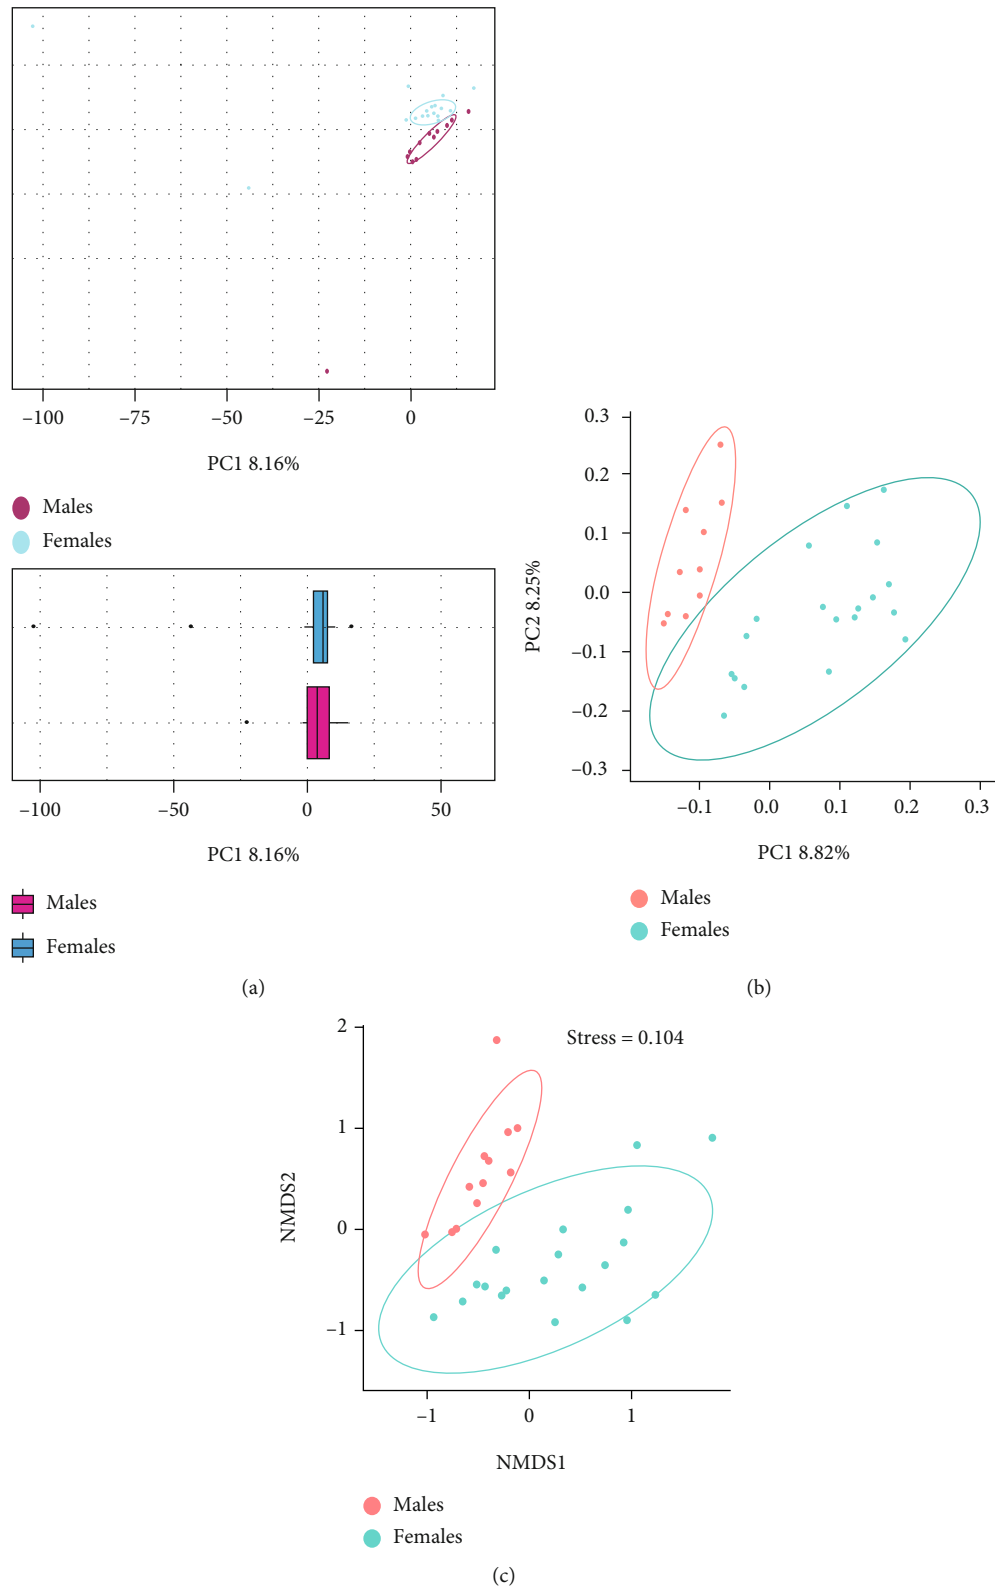 −100 −75 −50 −25 0
PC1 8.16%
Males
Females
−100 −50 0 50
PC1 8.16%
Males
Females
(a)
0.3
0.2
0.1
0.0
−0.1
−0.2
−0.3
PC2 8.25%
−0.1 0.0 0.1 0.2 0.3
PC1 8.82%
Males
Females
(b)
Stress = 0.104
2
1
0
−1
NMDS2
−1 0 1
NMDS1
Males
Females
(c)